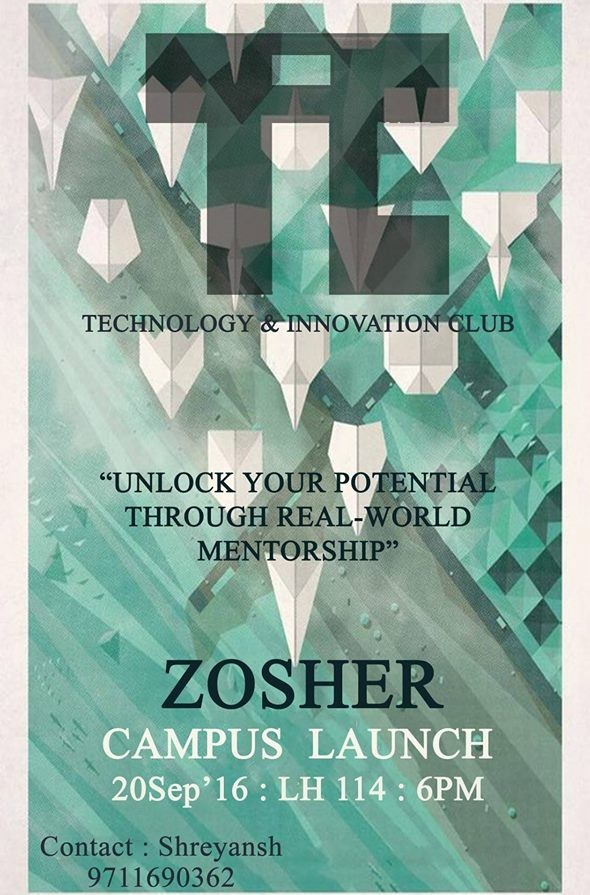 TIC
TECHNOLOGY & INNOVATION CLUB
“UNLOCK YOUR POTENTIAL
THROUGH REAL-WORLD
MENTORSHIP”
ZOSHER
CAMPUS LAUNCH
20Sep’16 : LH 114 : 6PM
Contact : Shreyansh
9711690362